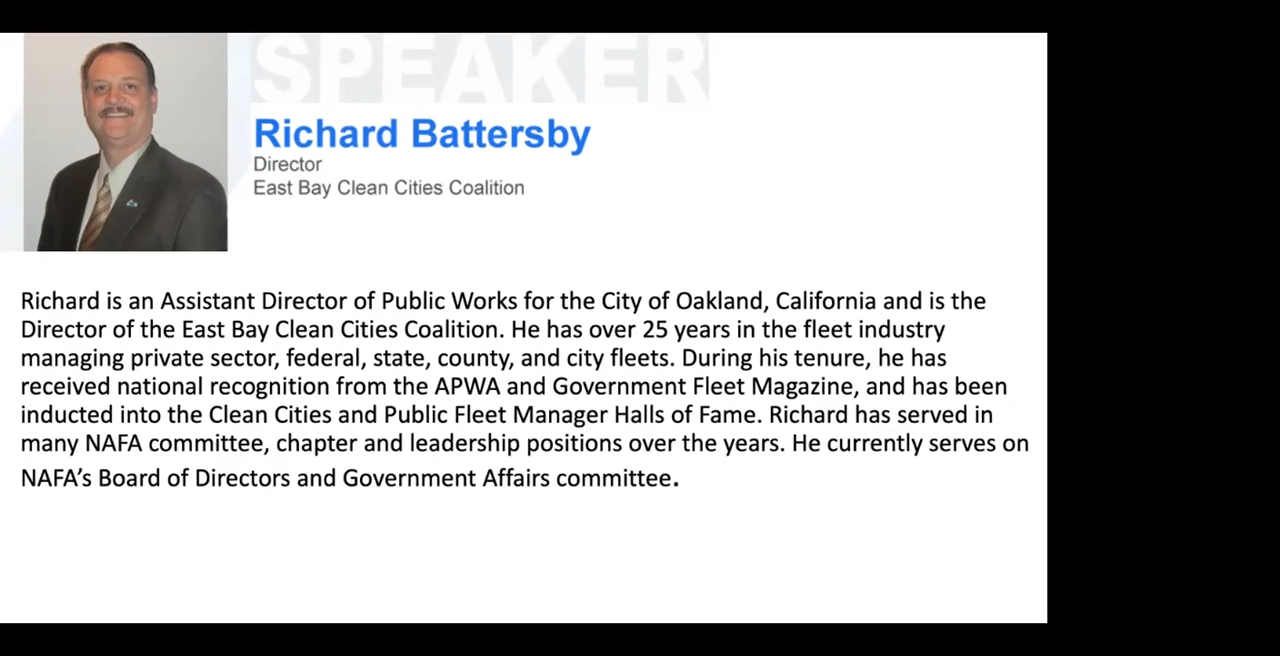 SPEAKER
Richard Battersby
Director
East Bay Clean Cities Coalition
Richard is an Assistant Director of Public Works for the City of Oakland, California and is the
Director of the East Bay Clean Cities Coalition. He has over 25 years in the fleet industry
managing private sector, federal, state, county, and city fleets. During his tenure, he has
received national recognition from the APWA and Government Fleet Magazine, and has been
inducted into the Clean Cities and Public Fleet Manager Halls of Fame. Richard has served in
many NAFA committee, chapter and leadership positions over the years. He currently serves on
NAFA’s Board of Directors and Government Affairs committee.